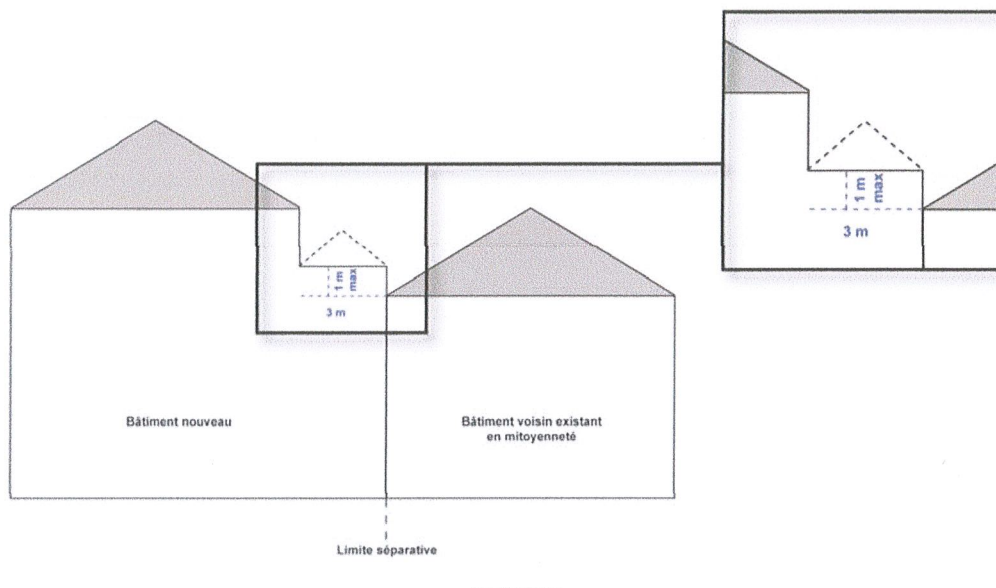 1 m
max
3 m
1 m
max
3 m
Bâtiment nouveau
Bâtiment voisin existant
en mitoyenneté
Limite séparative